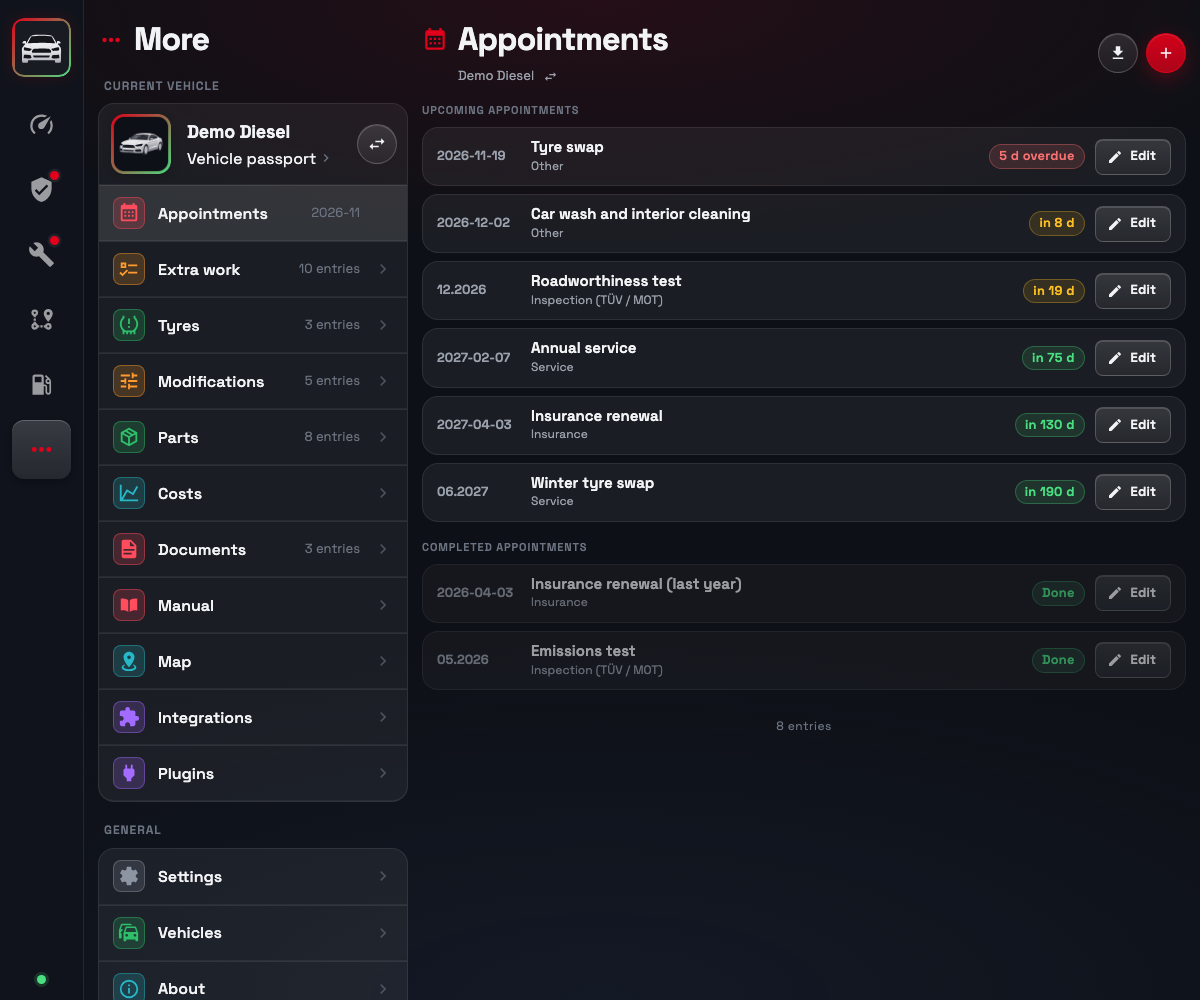 More
CURRENT VEHICLE
Demo Diesel
Vehicle passport
Appointments 2026-11
Extra work 10 entries
Tyres 3 entries
Modifications 5 entries
Parts 8 entries
Costs
Documents 3 entries
Manual
Map
Integrations
Plugins
GENERAL
Settings
Vehicles
About
Appointments
Demo Diesel
UPCOMING APPOINTMENTS
2026-11-19 Tyre swap 5 d overdue Edit
Other
2026-12-02 Car wash and interior cleaning in 8 d Edit
Other
12.2026 Roadworthiness test in 19 d Edit
Inspection (TÜV / MOT)
2027-02-07 Annual service in 75 d Edit
Service
2027-04-03 Insurance renewal in 130 d Edit
Insurance
06.2027 Winter tyre swap in 190 d Edit
Service
COMPLETED APPOINTMENTS
2026-04-03 Insurance renewal (last year) Done Edit
Insurance
05.2026 Emissions test Done Edit
Inspection (TÜV / MOT)
8 entries